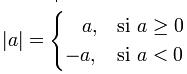 |a| = { a, si a ≥ 0
-a, si a < 0